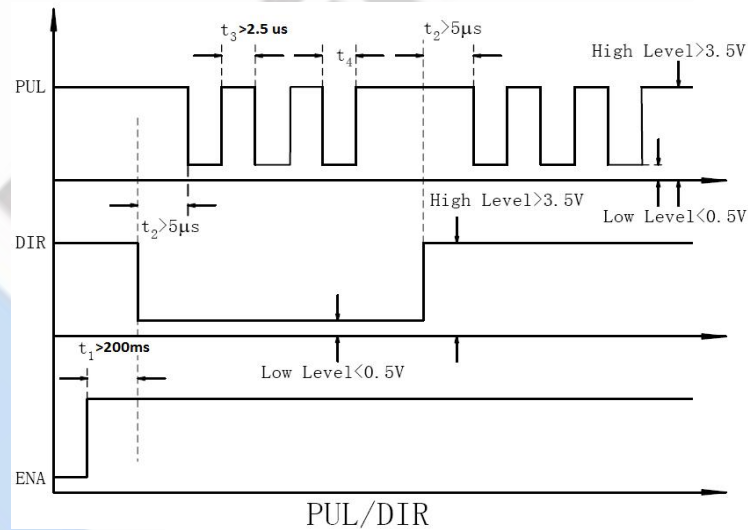 t3>2.5 us
t2>5μs
t4
High Level>3.5V
PUL
t2>5μs
High Level>3.5V
Low Level<0.5V
DIR
t1>200ms
Low Level<0.5V
ENA
PUL/DIR